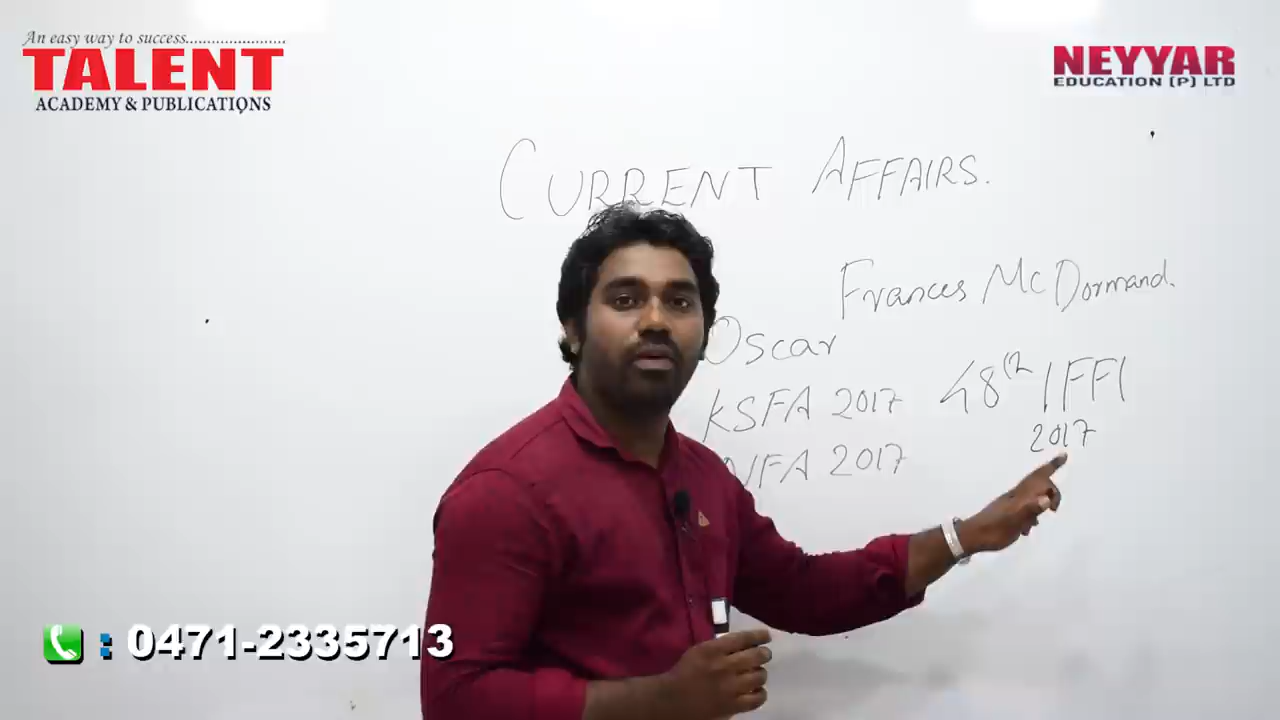 An easy way to success........................
TALENT
ACADEMY & PUBLICATIONS
NEYYAR
EDUCATION (P) LTD
CURRENT AFFAIRS.
Frances McDormand.
Oscar
KSFA 2017
48th IFFI
2017
NFA 2017
: 0471-2335713